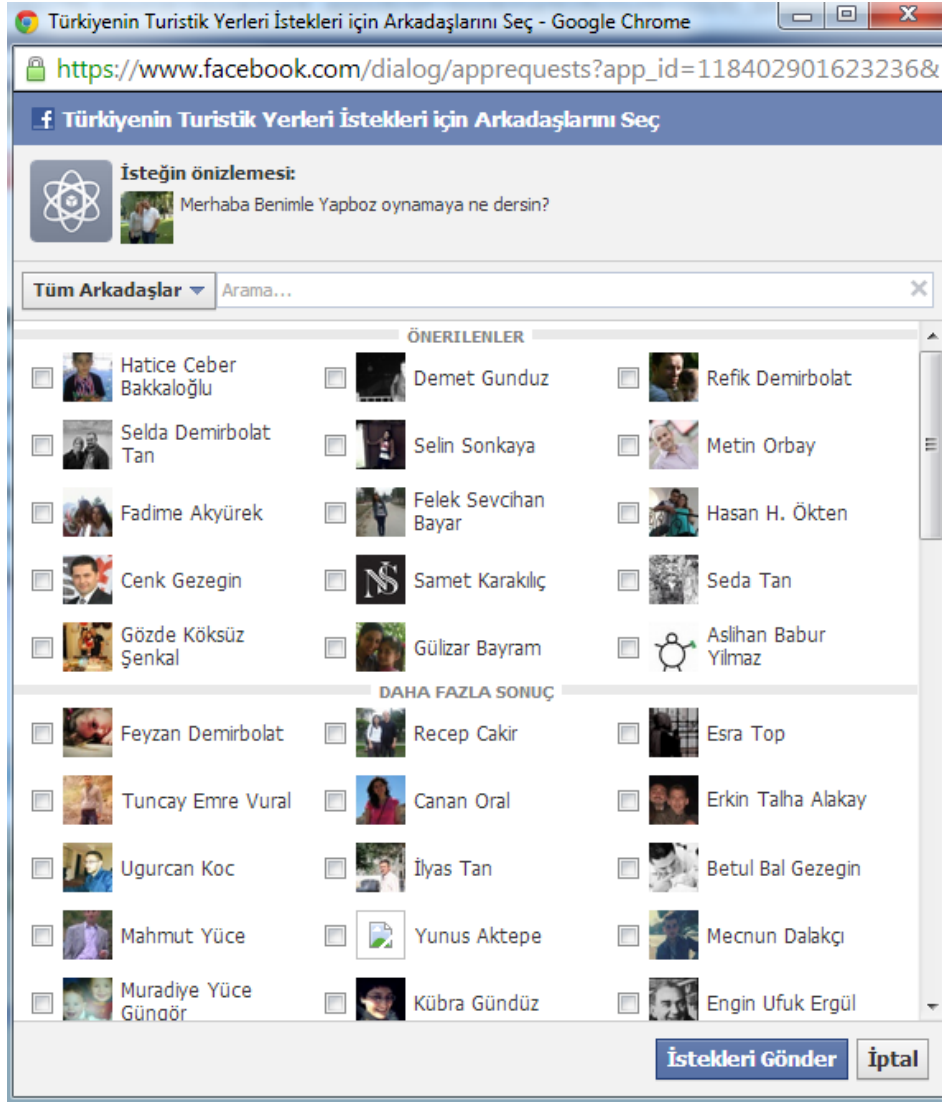 Türkiyenin Turistik Yerleri İstekleri için Arkadaşlarını Seç - Google Chrome
https://www.facebook.com/dialog/apprequests?app_id=118402901623236&
Türkiyenin Turistik Yerleri İstekleri için Arkadaşlarını Seç
İsteğin önizlemesi:
Merhaba Benimle Yapboz oynamaya ne dersin?
Tüm Arkadaşlar Arama...
ÖNERILENLER
Hatice Ceber
Bakkaloğlu
Demet Gunduz
Refik Demirbolat
Selda Demirbolat
Tan
Selin Sonkaya
Metin Orbay
Fadime Akyürek
Felek Sevcihan
Bayar
Hasan H. Ökten
Cenk Gezegin
NS
Samet Karakılıç
Seda Tan
Gözde Köksüz
Şenkal
Gülizar Bayram
Aslihan Babur
Yilmaz
DAHA FAZLA SONUÇ
Feyzan Demirbolat
Recep Cakir
Esra Top
Tuncay Emre Vural
Canan Oral
Erkin Talha Alakay
Ugurcan Koc
İlyas Tan
Betul Bal Gezegin
Mahmut Yüce
Yunus Aktepe
Mecnun Dalakçı
Muradiye Yüce
Güngör
Kübra Gündüz
Engin Ufuk Ergül
İstekleri Gönder İptal